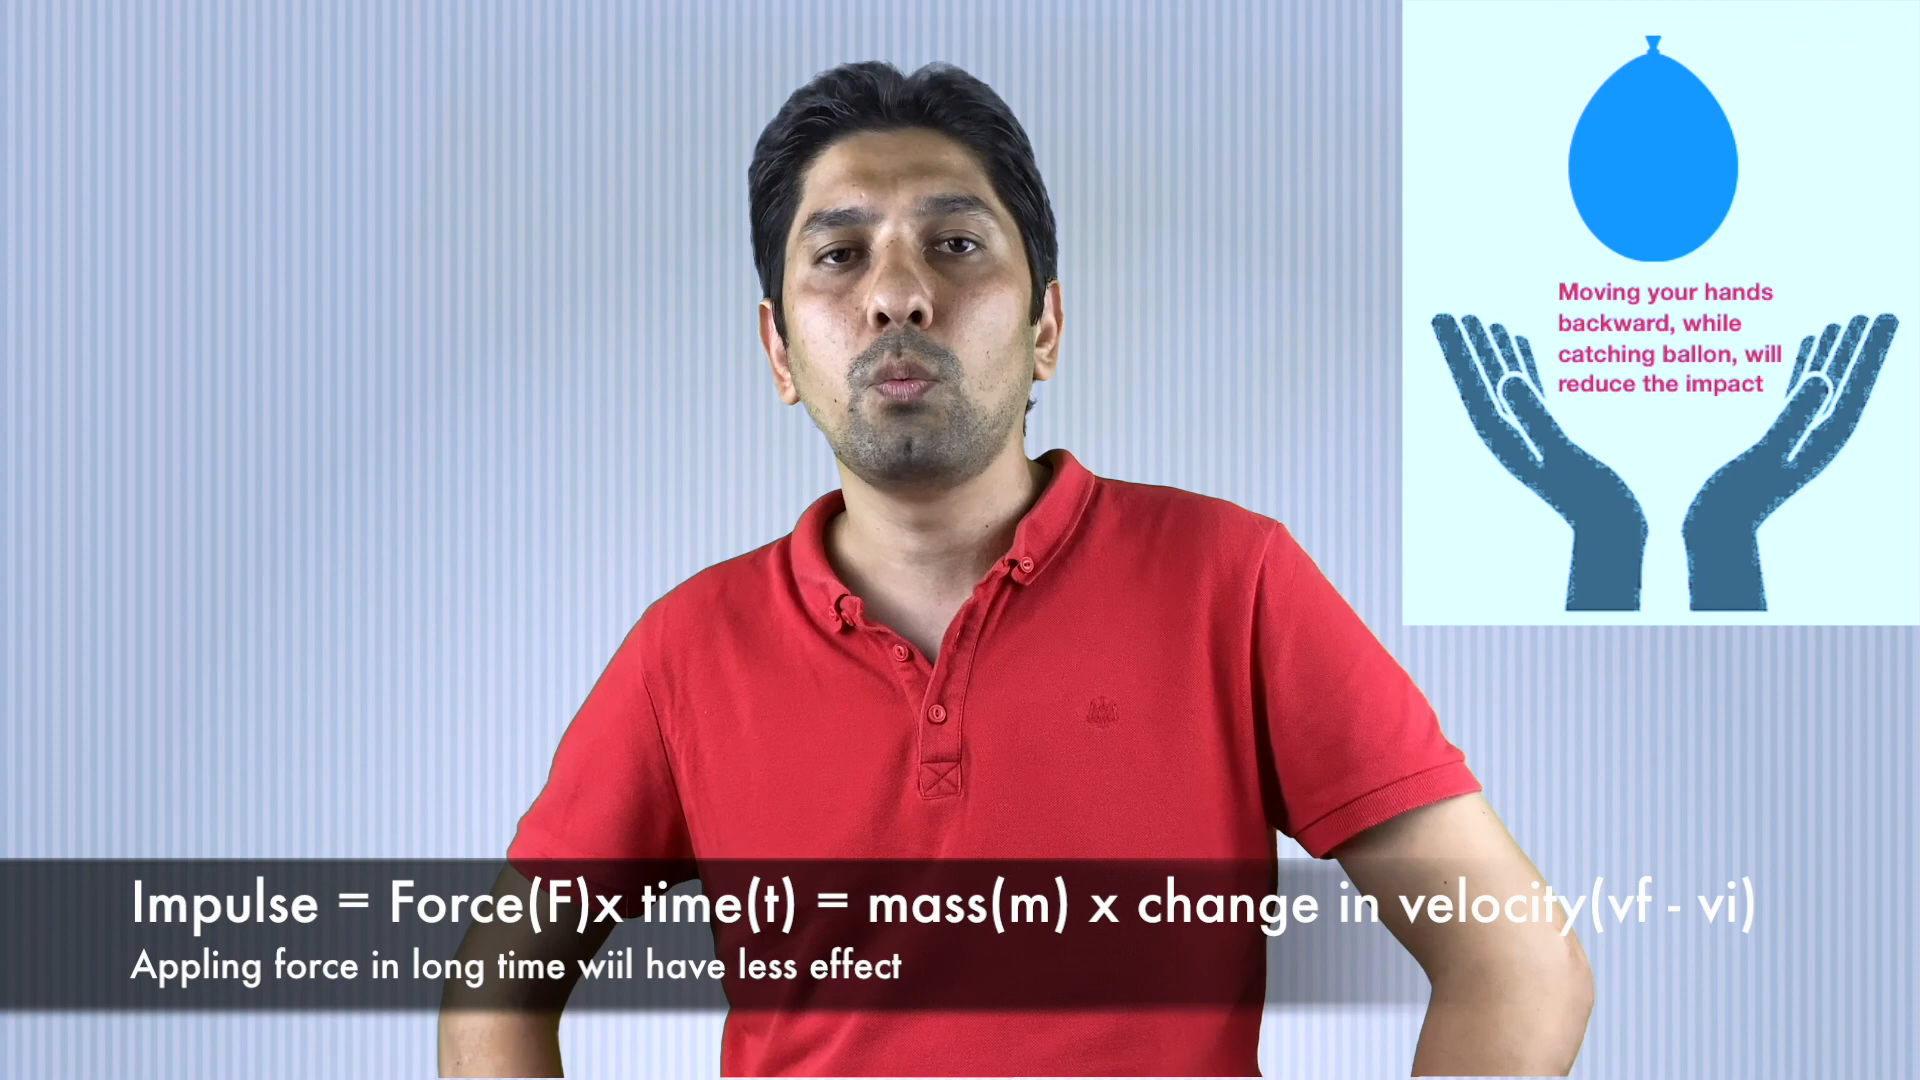 Moving your hands
backward, while
catching ballon, will
reduce the impact
Impulse = Force(F)x time(t) = mass(m) x change in velocity(vf - vi)
Appling force in long time wiil have less effect